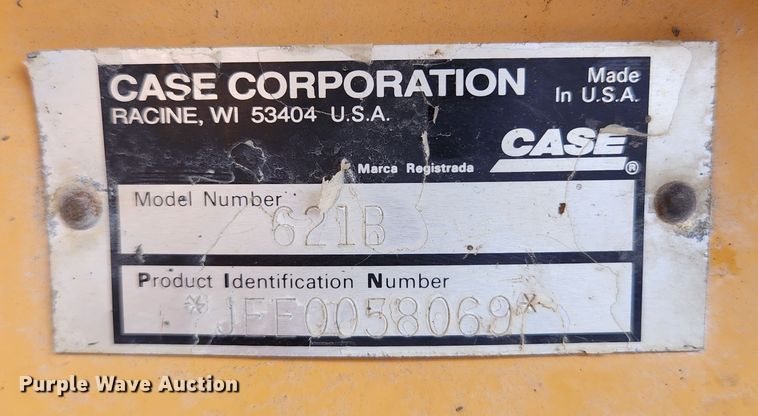 CASE CORPORATION
RACINE, WI 53404 U.S.A.
Made
In U.S.A.
CASE
®
Marca Registrada
Model Number
621B
Product Identification Number
*JEE0058069*
Purple Wave Auction